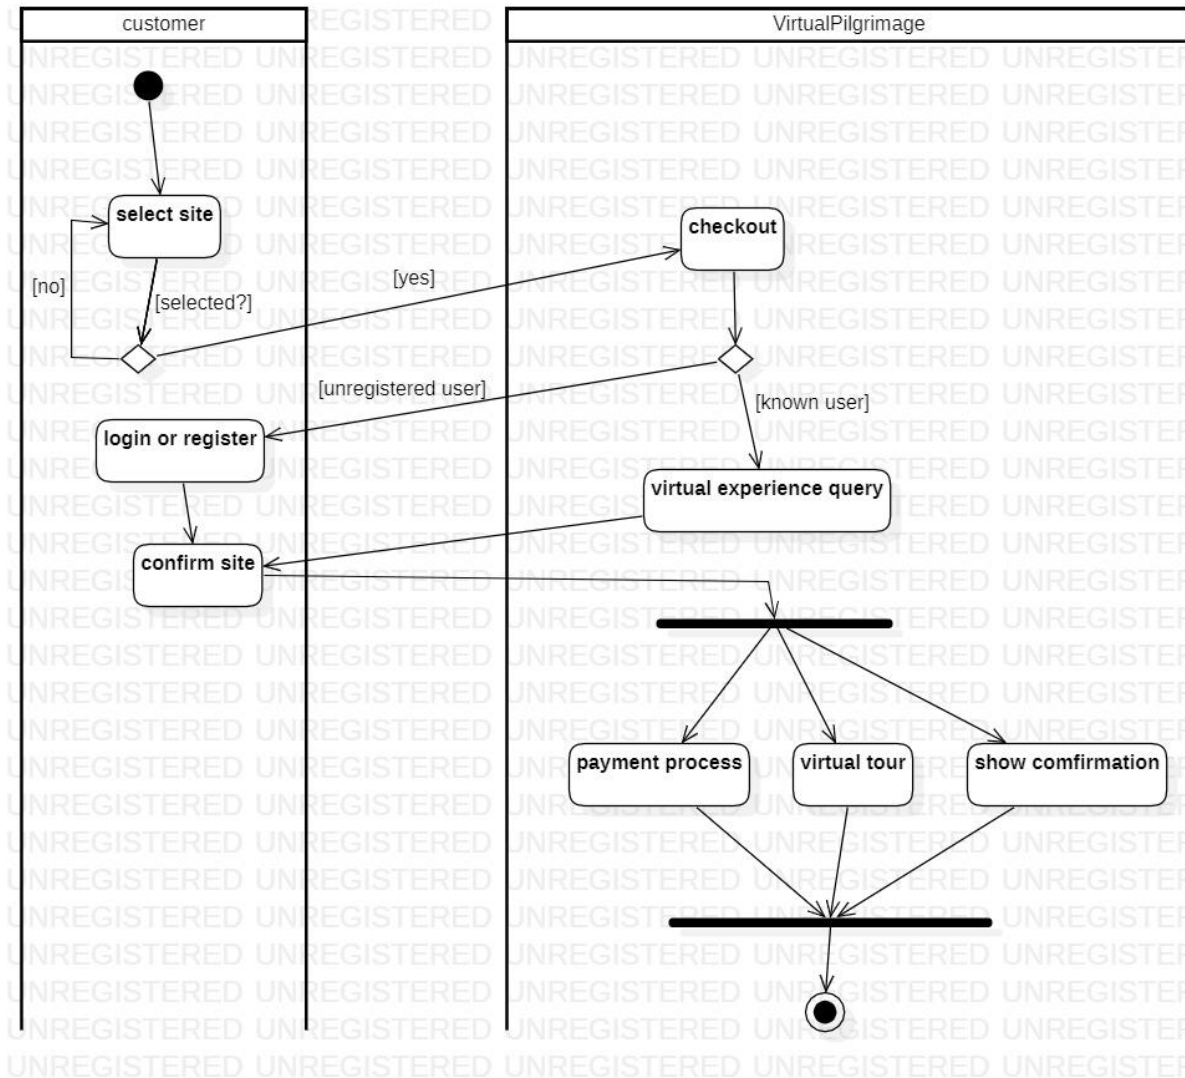 customer
VirtualPilgrimage
select site
checkout
[no]
[selected?]
[yes]
[unregistered user]
[known user]
login or register
virtual experience query
confirm site
payment process
virtual tour
show comfirmation
UNREGISTERED